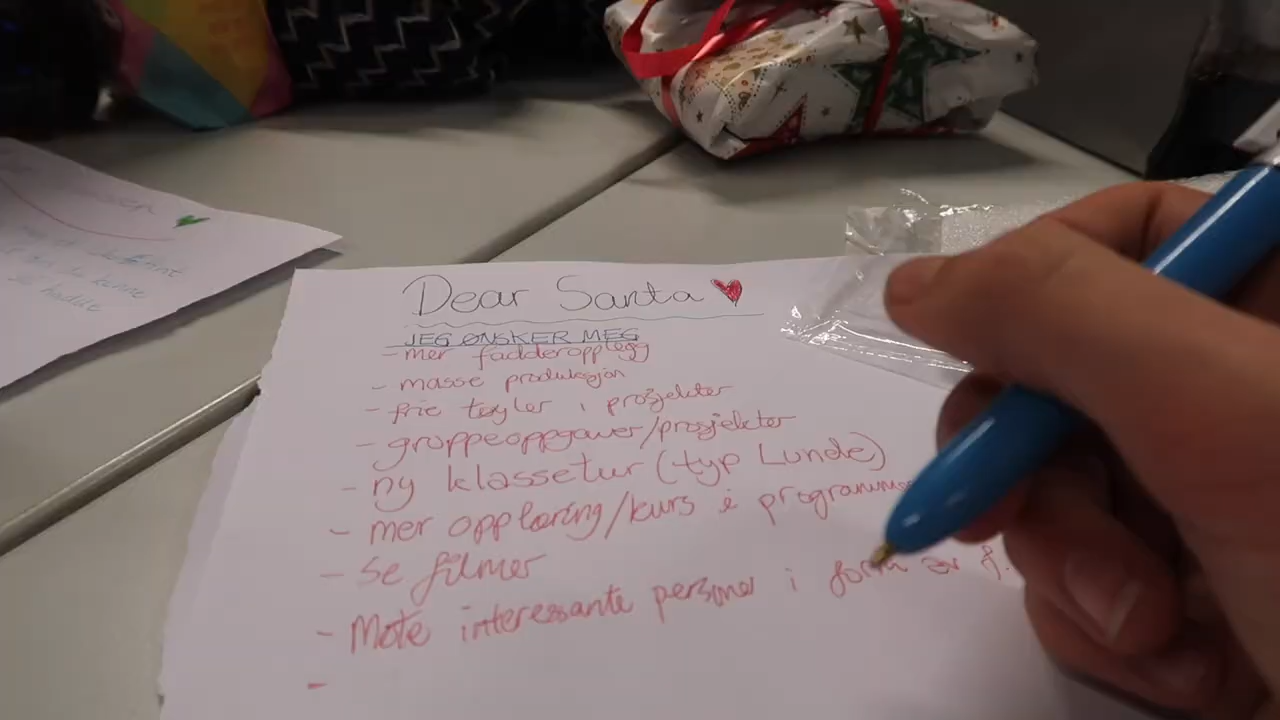 Dear Santa
JEG ØNSKER MEG
- mer fadderopplegg
- masse produksjon
- frie tøyler i prosjekter
- gruppeoppgaver/prosjekter
- ny klassetur (typ Lunde)
- mer opplæring/kurs i programme
- Se filmer
- Møte interessante personer i form av f.
-